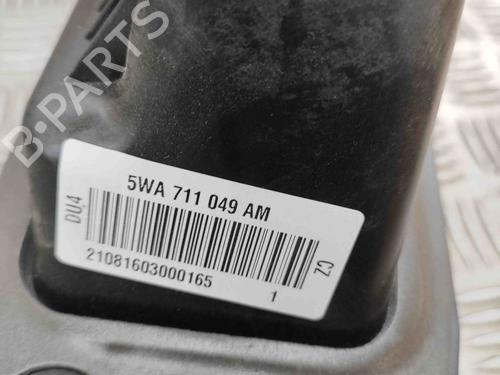 B-PARTS
5WA 711 049 AM
DU4
CZ
21081603000165
1